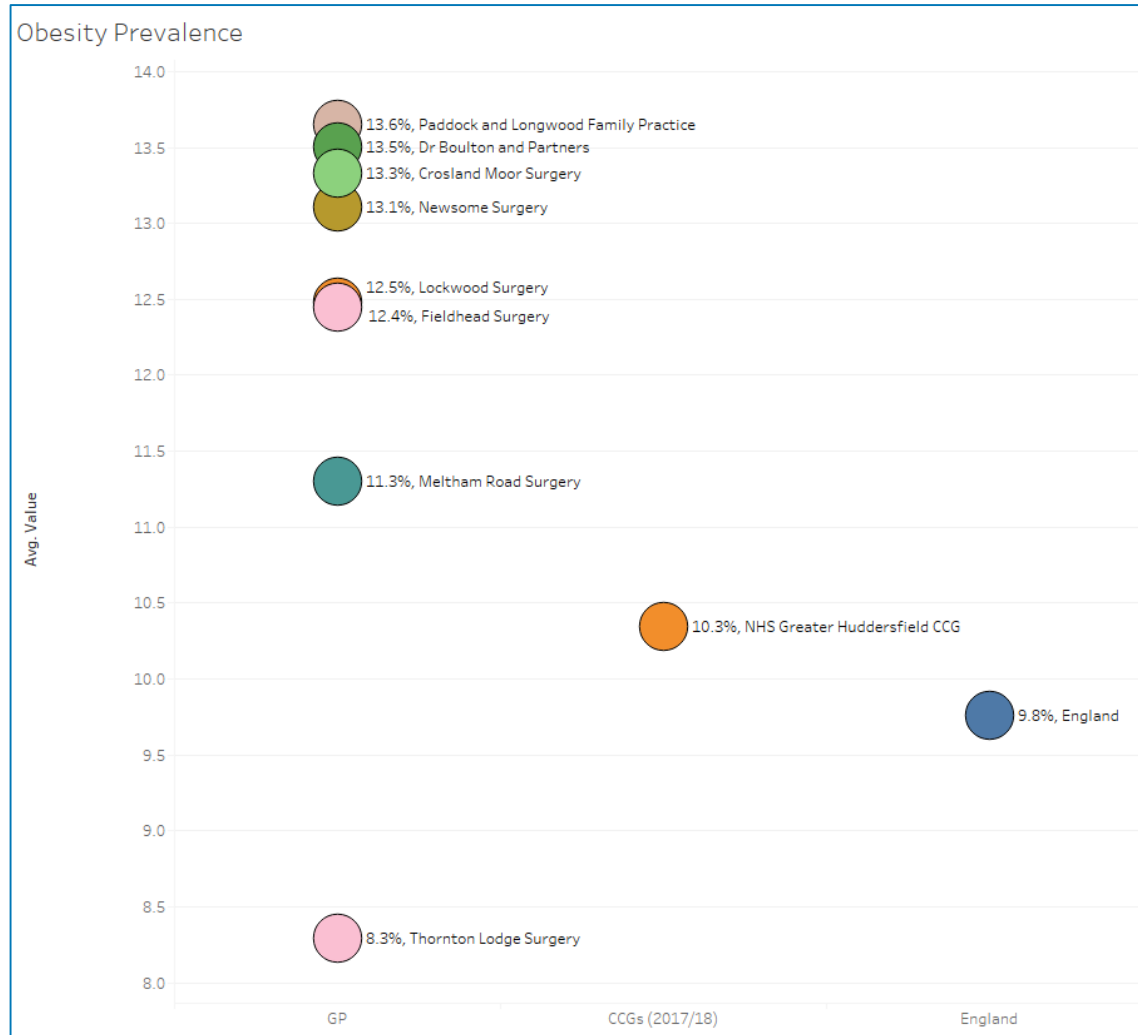 Obesity Prevalence
14.0
13.6%, Paddock and Longwood Family Practice
13.5
13.5%, Dr Boulton and Partners
13.3%, Crosland Moor Surgery
13.1%, Newsome Surgery
13.0
12.5%, Lockwood Surgery
12.5
12.4%, Fieldhead Surgery
12.0
11.5
11.3%, Meltham Road Surgery
11.0
Avg. Value
10.5
10.3%, NHS Greater Huddersfield CCG
10.0
9.8%, England
9.5
9.0
8.5
8.3%, Thornton Lodge Surgery
8.0
GP
CCGs (2017/18)
England